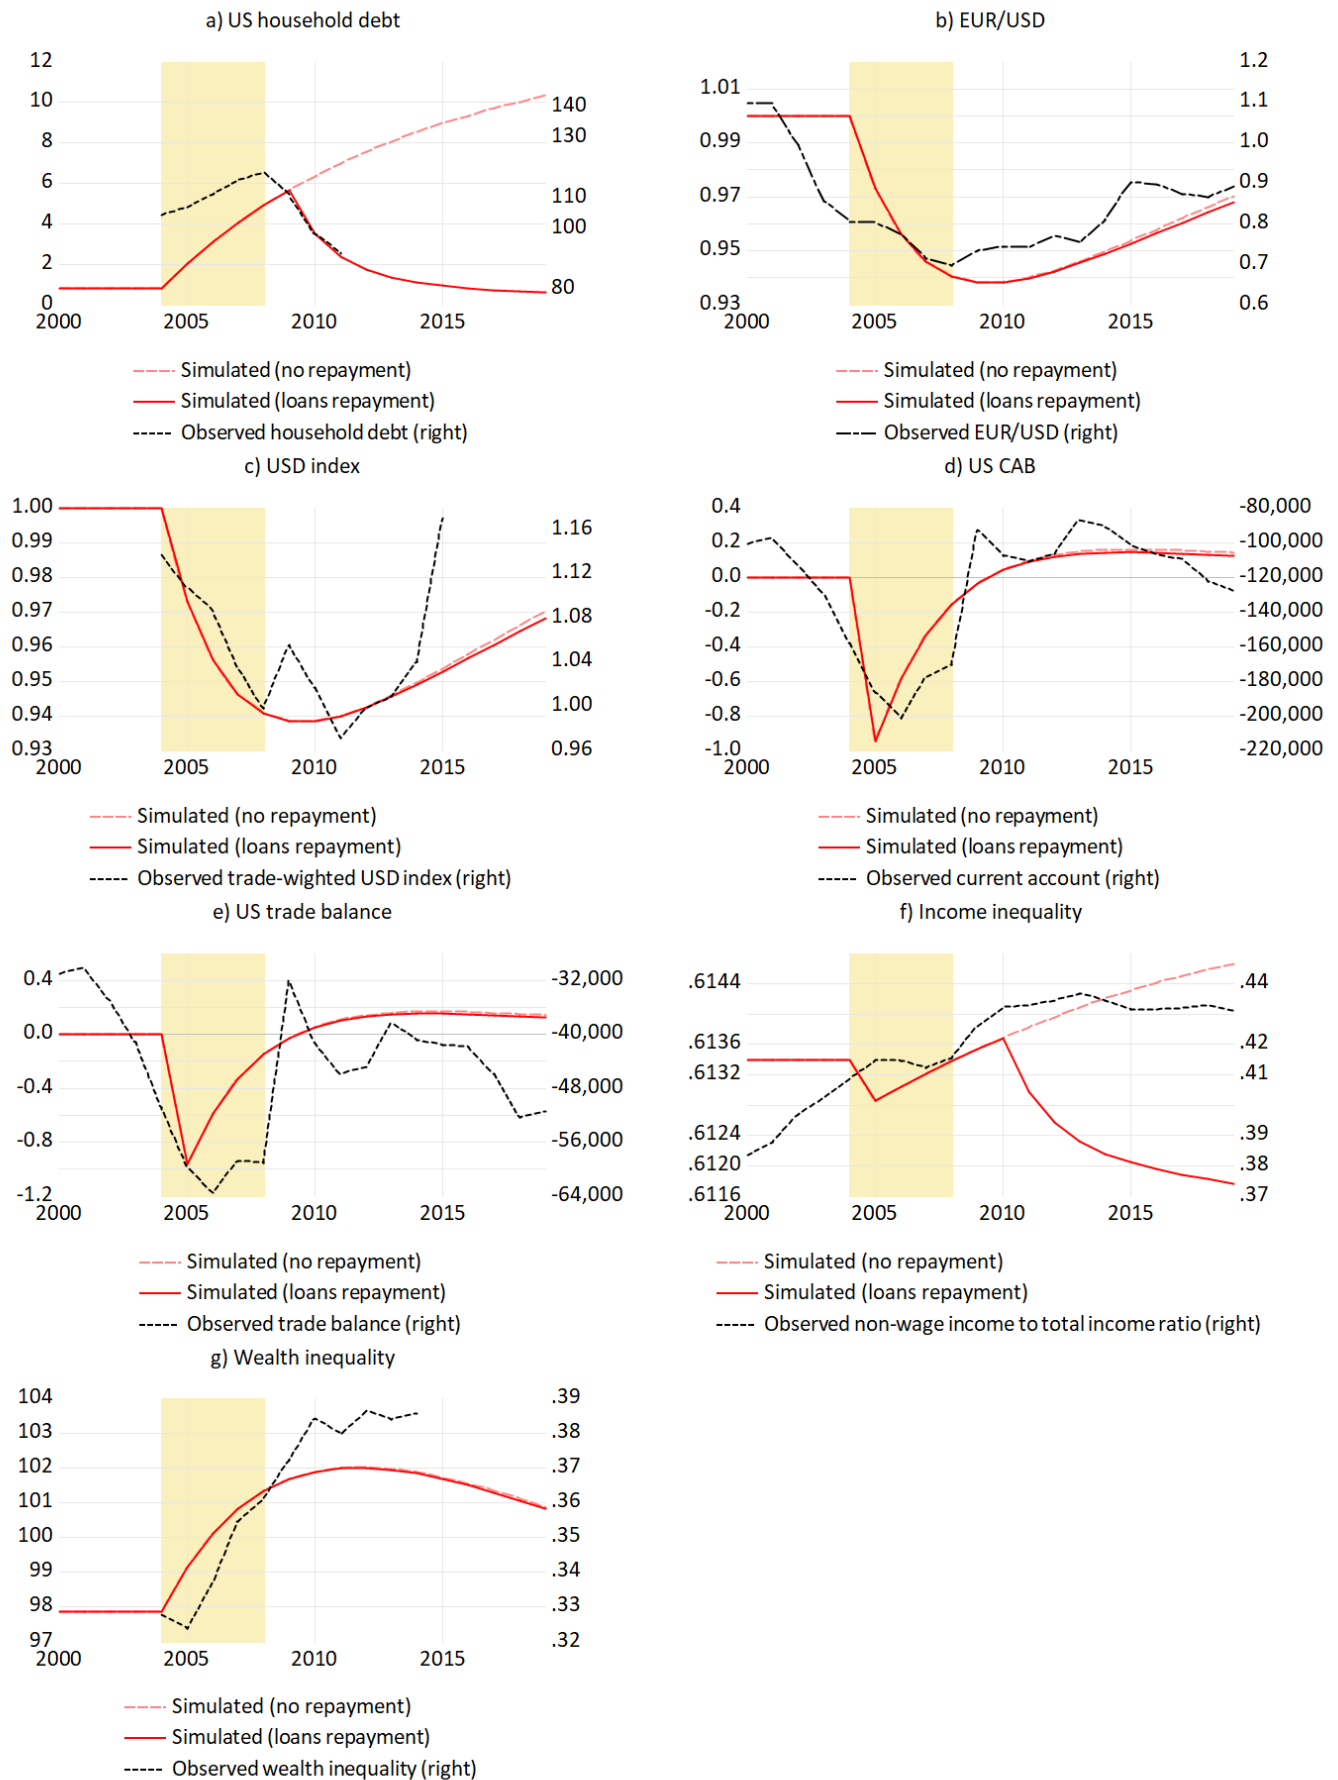 a) US household debt
12
10
8
6
4
2
0
140
130
110
100
80
2000 2005 2010 2015
Simulated (no repayment)
Simulated (loans repayment)
Observed household debt (right)
b) EUR/USD
1.01
0.99
0.97
0.95
0.93
1.2
1.1
1.0
0.9
0.8
0.7
0.6
2000 2005 2010 2015
Simulated (no repayment)
Simulated (loans repayment)
Observed EUR/USD (right)
c) USD index
1.00
0.99
0.98
0.97
0.96
0.95
0.94
0.93
1.16
1.12
1.08
1.04
1.00
0.96
2000 2005 2010 2015
Simulated (no repayment)
Simulated (loans repayment)
Observed trade-wighted USD index (right)
d) US CAB
0.4
0.2
0.0
-0.2
-0.4
-0.6
-0.8
-1.0
-80,000
-100,000
-120,000
-140,000
-160,000
-180,000
-200,000
-220,000
2000 2005 2010 2015
Simulated (no repayment)
Simulated (loans repayment)
Observed current account (right)
e) US trade balance
0.4
0.0
-0.4
-0.8
-1.2
-32,000
-40,000
-48,000
-56,000
-64,000
2000 2005 2010 2015
Simulated (no repayment)
Simulated (loans repayment)
Observed trade balance (right)
f) Income inequality
.6144
.6136
.6132
.6124
.6120
.6116
.44
.42
.41
.39
.38
.37
2000 2005 2010 2015
Simulated (no repayment)
Simulated (loans repayment)
Observed non-wage income to total income ratio (right)
g) Wealth inequality
104
103
102
101
100
99
98
97
.39
.38
.37
.36
.35
.34
.33
.32
2000 2005 2010 2015
Simulated (no repayment)
Simulated (loans repayment)
Observed wealth inequality (right)